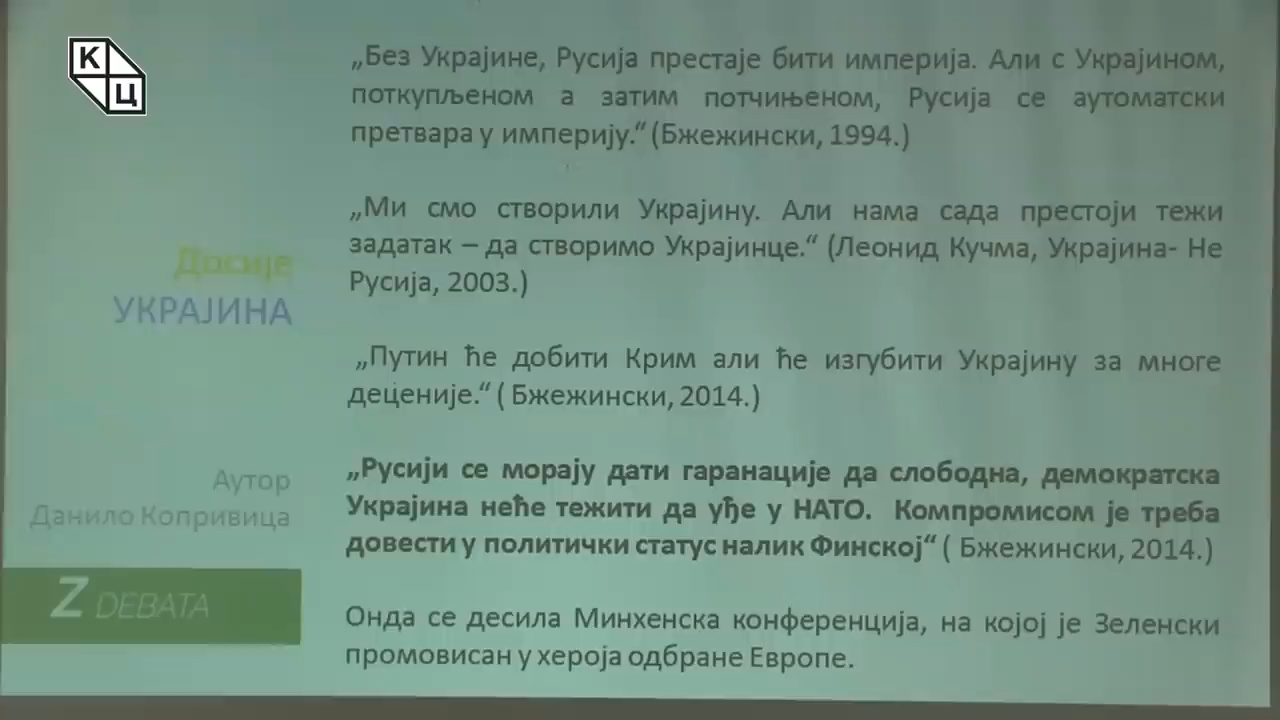 К
Ц
„Без Украјине, Русија престаје бити империја. Али с Украјином,
поткупљеном а затим потчињеном, Русија се аутоматски
претвара у империју.“ (Бжежински, 1994.)
„Ми смо створили Украјину. Али нама сада престоји тежи
задатак – да створимо Украјинце.“ (Леонид Кучма, Украјина- Не
Русија, 2003.)
„Путин ће добити Крим али ће изгубити Украјину за многе
деценије.“ ( Бжежински, 2014.)
„Русији се морају дати гаранације да слободна, демократска
Украјина неће тежити да уђе у НАТО. Компромисом је треба
довести у политички статус налик Финској“ ( Бжежински, 2014.)
Онда се десила Минхенска конференција, на којој је Зеленски
промовисан у хероја одбране Европе.
Досије
УКРАЈИНА
Аутор
Данило Копривица
Z DEBATA